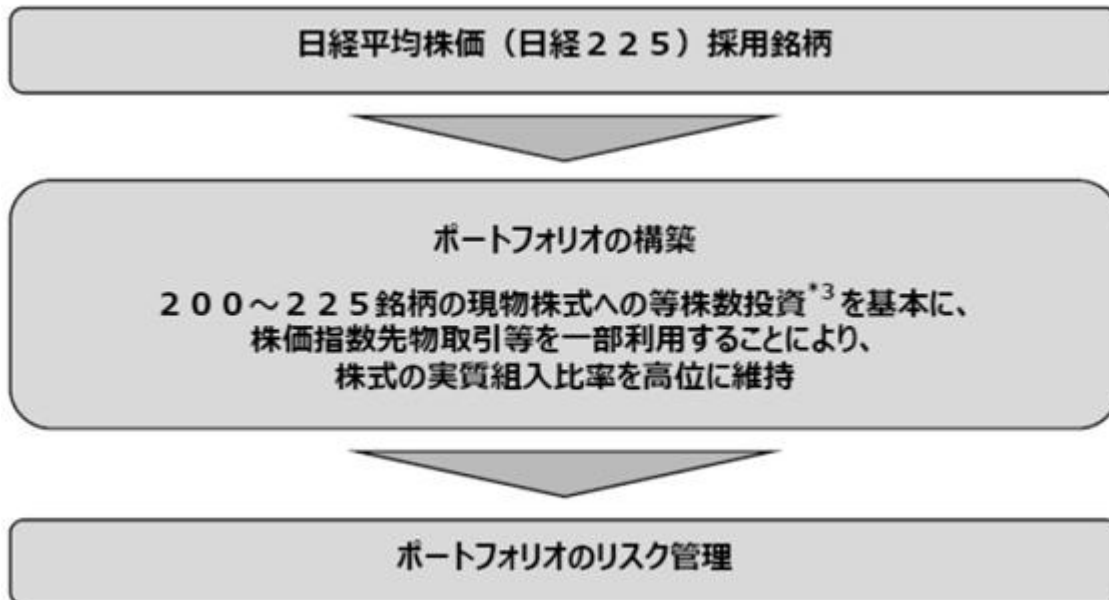 日経平均株価（日経２２５）採用銘柄
ポートフォリオの構築
２００～２２５銘柄の現物株式への等株数投資*3を基本に、
株価指数先物取引等を一部利用することにより、
株式の実質組入比率を高位に維持
ポートフォリオのリスク管理